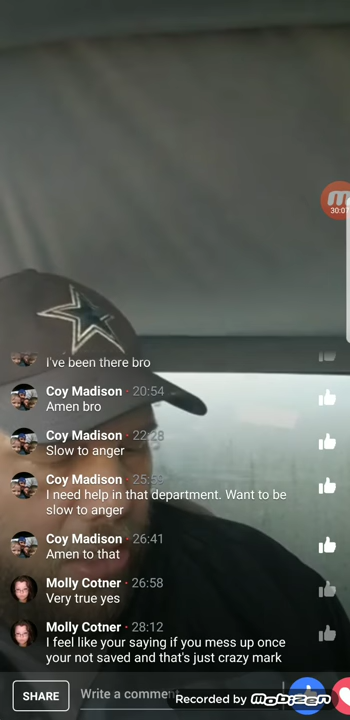 30:07
I've been there bro
Coy Madison · 20:54
Amen bro
Coy Madison · 22:28
Slow to anger
Coy Madison · 25:
I need help in that department. Want to be
slow to anger
Coy Madison · 26:41
Amen to that
Molly Cotner · 26:58
Very true yes
Molly Cotner · 28:12
I feel like your saying if you mess up once
your not saved and that's just crazy mark
SHARE
Write a comment
Recorded by Mobizen